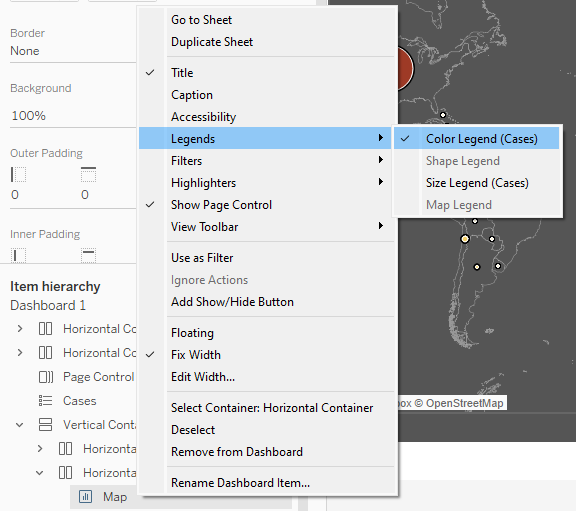 Border
None
Background
100%
Outer Padding
0
0
Inner Padding
Item hierarchy
Dashboard 1
Horizontal Co
Horizontal Co
Page Control
Cases
Vertical Conta
Horizonta
Horizonta
Map
Go to Sheet
Duplicate Sheet
Title
Caption
Accessibility
Legends
Filters
Highlighters
Show Page Control
View Toolbar
Use as Filter
Ignore Actions
Add Show/Hide Button
Floating
Fix Width
Edit Width...
Select Container: Horizontal Container
Deselect
Remove from Dashboard
Rename Dashboard Item...
Color Legend (Cases)
Shape Legend
Size Legend (Cases)
Map Legend
box © OpenStreetMap